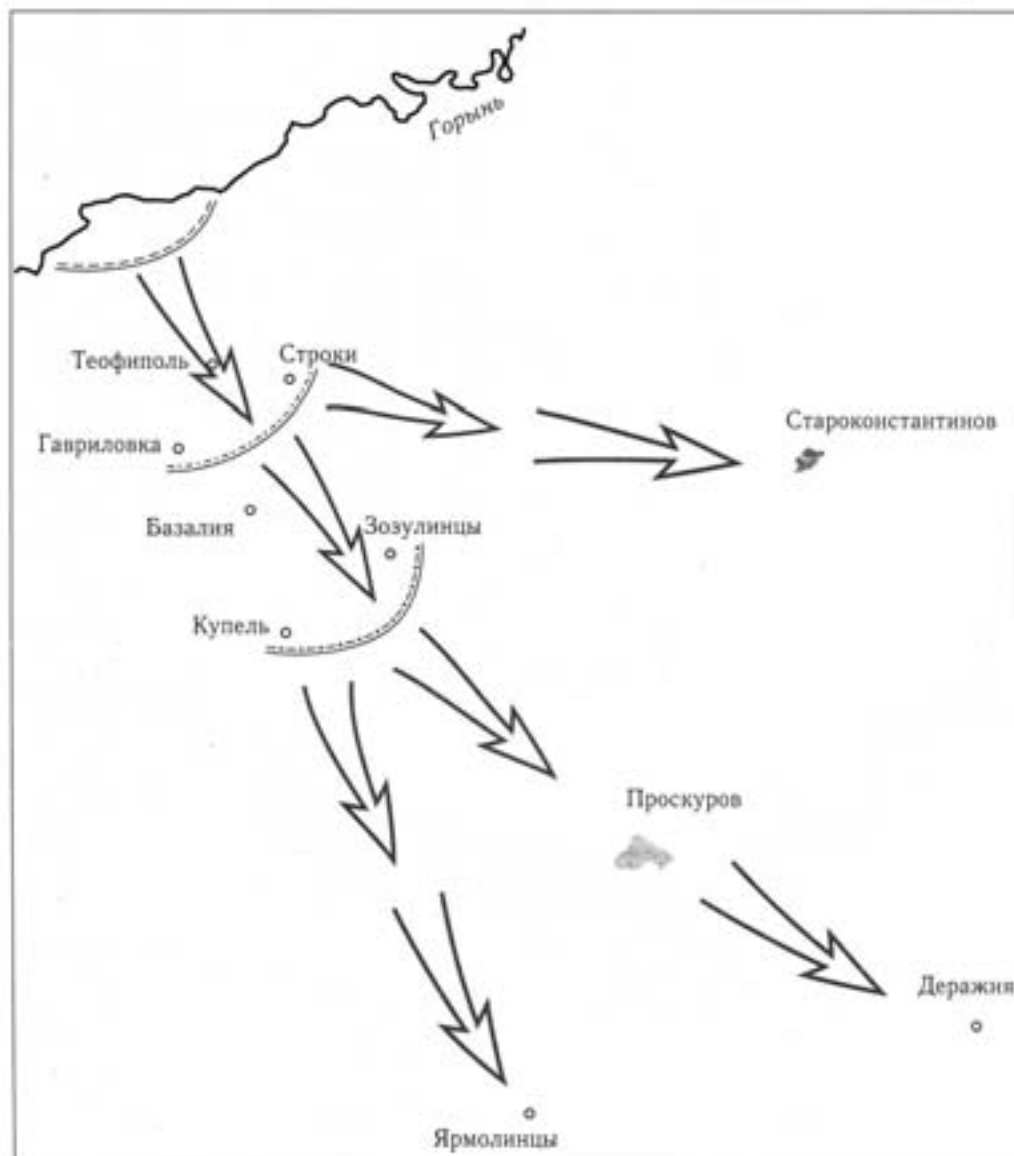 Горынь
Теофиполь
Строки
Гавриловка
Староконстантинов
Базалия
Зозулинцы
Купель
Проскуров
Деражня
Ярмолинцы